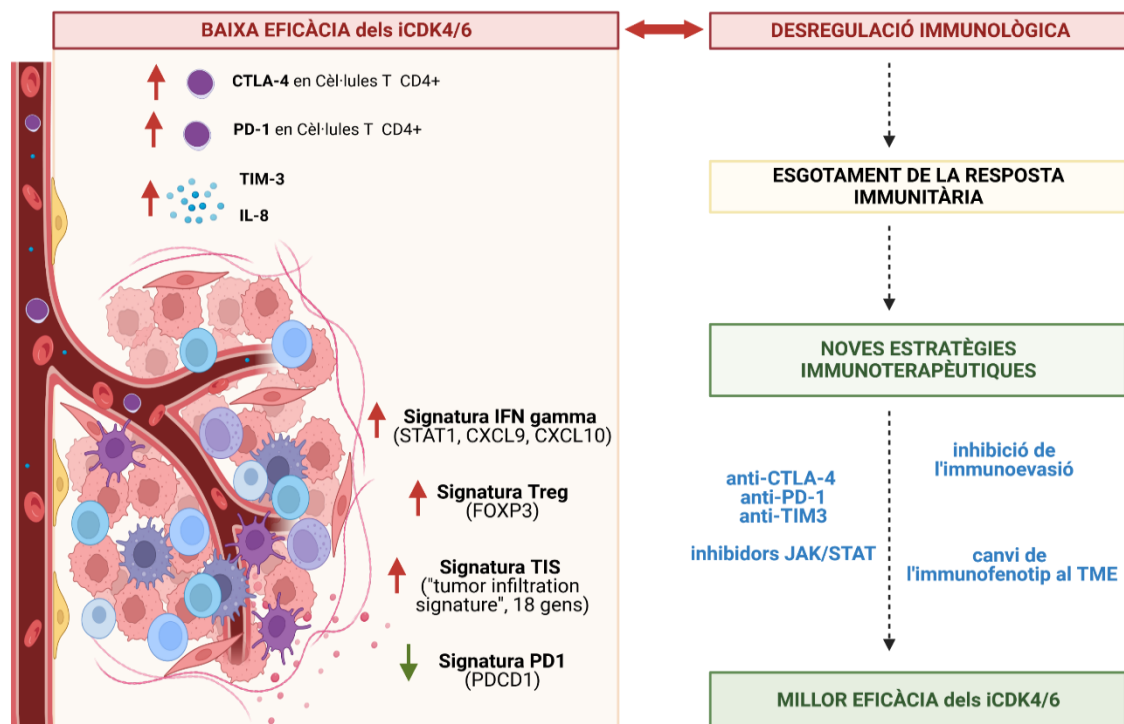 BAIXA EFICÀCIA dels iCDK4/6
CTLA-4 en Cèl·lules T CD4+
PD-1 en Cèl·lules T CD4+
TIM-3
IL-8
Signatura IFN gamma
(STAT1, CXCL9, CXCL10)
Signatura Treg
(FOXP3)
Signatura TIS
("tumor infiltration
signature", 18 gens)
Signatura PD1
(PDCD1)
DESREGULACIÓ IMMUNOLÒGICA
ESGOTAMENT DE LA RESPOSTA
IMMUNITÀRIA
NOVES ESTRATÈGIES
IMMUNOTERAPÈUTIQUES
anti-CTLA-4
anti-PD-1
anti-TIM3
inhibidors JAK/STAT
inhibició de
l'immunoevasió
canvi de
l'immunofenotip al TME
MILLOR EFICÀCIA dels iCDK4/6